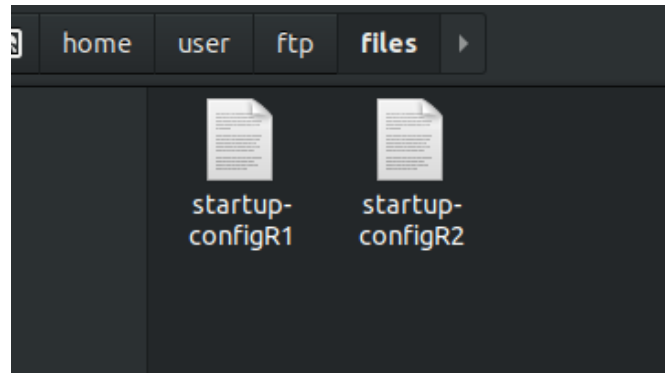 home user ftp files
startup-
configR1
startup-
configR2